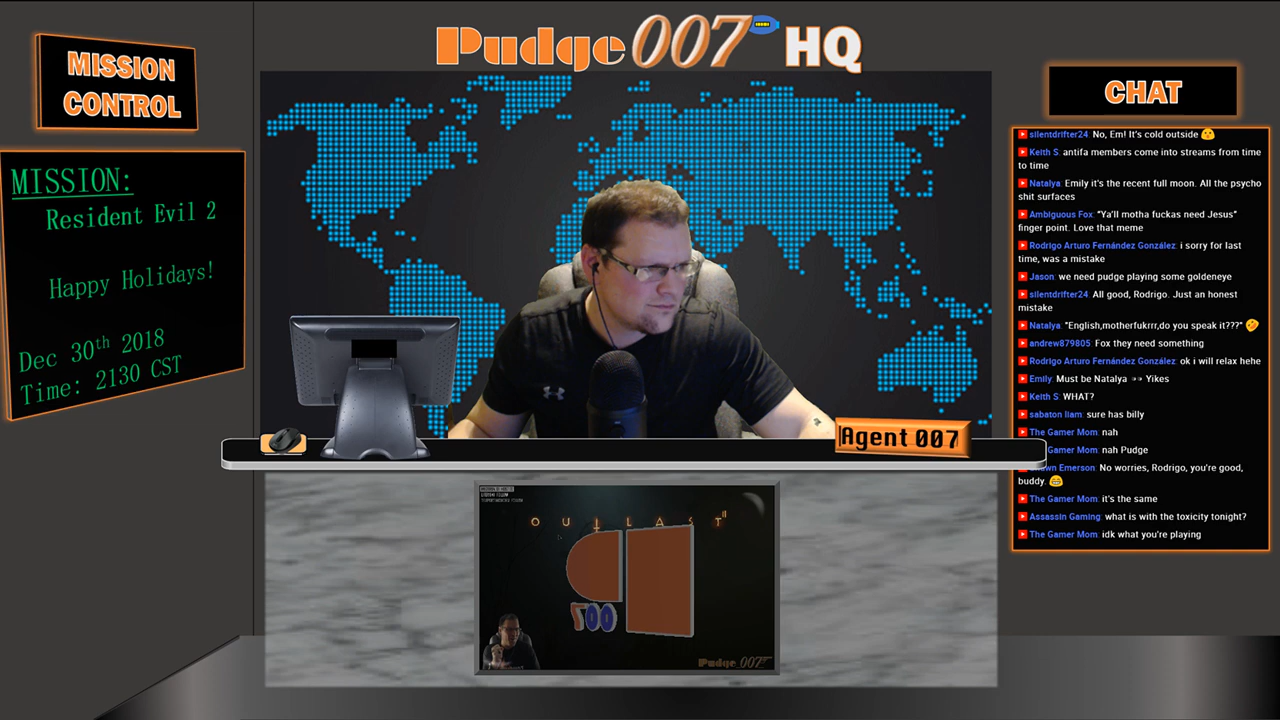 Pudge 007 HQ
MISSION
CONTROL
MISSION:
Resident Evil 2
Happy Holidays!
Dec 30th 2018
Time: 2130 CST
CHAT
silentdrifter24: No, Em! It's cold outside
Keith S: antifa members come into streams from time
to time
Natalya: Emily it's the recent full moon. All the psycho
shit surfaces
Ambiguous Fox: "Ya'll motha fuckas need Jesus"
finger point. Love that meme
Rodrigo Arturo Fernández González: i sorry for last
time, was a mistake
Jason: we need pudge playing some goldeneye
silentdrifter24: All good, Rodrigo. Just an honest
mistake
Natalya: "English,motherfukrrr,do you speak it???"
andrew879805: Fox they need something
Rodrigo Arturo Fernández González: ok i will relax hehe
Emily: Must be Natalya 👀 Yikes
Keith S: WHAT?
sabaton liam: sure has billy
The Gamer Mom: nah
Gamer Mom: nah Pudge
Emerson: No worries, Rodrigo, you're good,
buddy.
The Gamer Mom: it's the same
Assassin Gaming: what is with the toxicity tonight?
The Gamer Mom: idk what you're playing
Agent 007
OUTLAST
007
Pudge 007